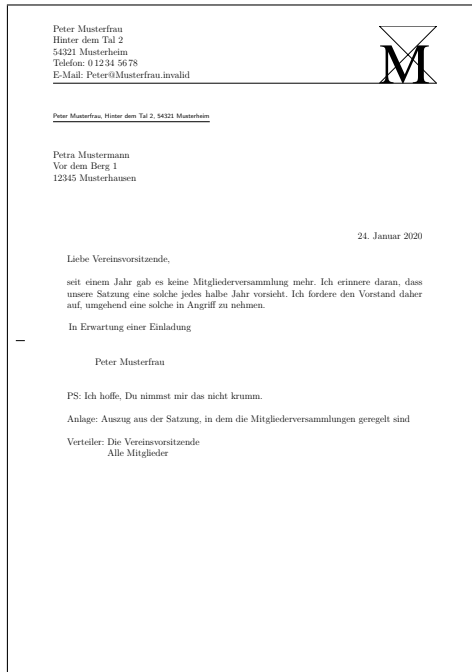 Peter Musterfrau
Hinter dem Tal 2
54321 Musterheim
Telefon: 0 12 34 56 78
E-Mail: Peter@Musterfrau.invalid
M
Peter Musterfrau, Hinter dem Tal 2, 54321 Musterheim
Petra Mustermann
Vor dem Berg 1
12345 Musterhausen
24. Januar 2020
Liebe Vereinsvorsitzende,
seit einem Jahr gab es keine Mitgliederversammlung mehr. Ich erinnere daran, dass
unsere Satzung eine solche jedes halbe Jahr vorsieht. Ich fordere den Vorstand daher
auf, umgehend eine solche in Angriff zu nehmen.
In Erwartung einer Einladung
Peter Musterfrau
PS: Ich hoffe, Du nimmst mir das nicht krumm.
Anlage: Auszug aus der Satzung, in dem die Mitgliederversammlungen geregelt sind
Verteiler: Die Vereinsvorsitzende
Alle Mitglieder